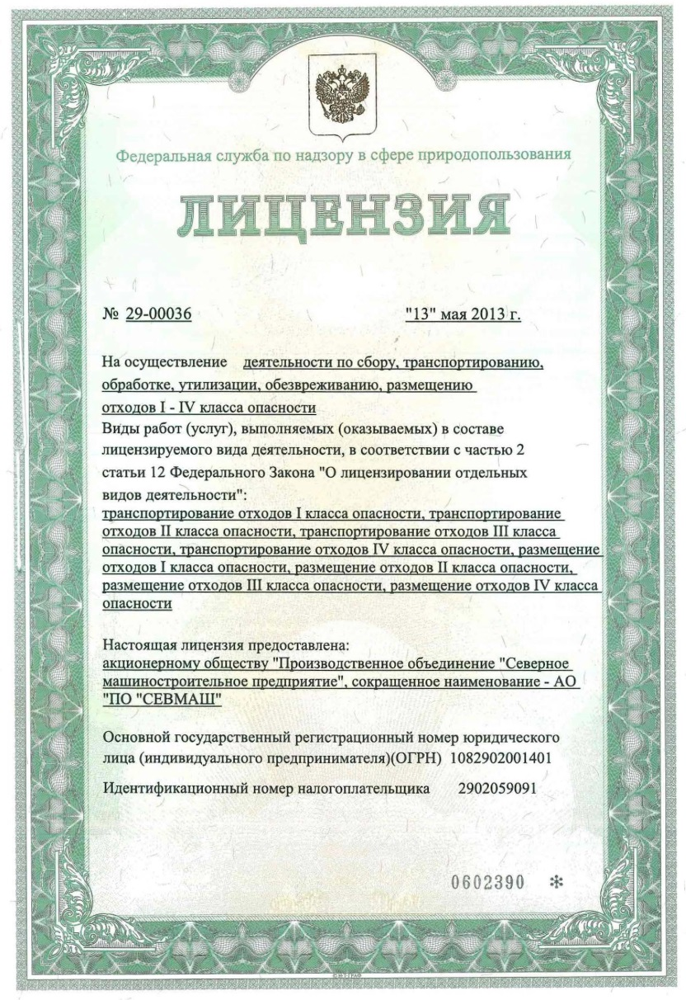 Федеральная служба по надзору в сфере природопользования
ЛИЦЕНЗИЯ
№ 29-00036 "13" мая 2013 г.
На осуществление деятельности по сбору, транспортированию,
обработке, утилизации, обезвреживанию, размещению
отходов I - IV класса опасности
Виды работ (услуг), выполняемых (оказываемых) в составе
лицензируемого вида деятельности, в соответствии с частью 2
статьи 12 Федерального Закона "О лицензировании отдельных
видов деятельности":
транспортирование отходов I класса опасности, транспортирование
отходов II класса опасности, транспортирование отходов III класса
опасности, транспортирование отходов IV класса опасности, размещение
отходов I класса опасности, размещение отходов II класса опасности,
размещение отходов III класса опасности, размещение отходов IV класса
опасности
Настоящая лицензия предоставлена:
акционерному обществу "Производственное объединение "Северное
машиностроительное предприятие", сокращенное наименование - АО
"ПО "СЕВМАШ"
Основной государственный регистрационный номер юридического
лица (индивидуального предпринимателя)(ОГРН) 1082902001401
Идентификационный номер налогоплательщика 2902059091
0602390 *